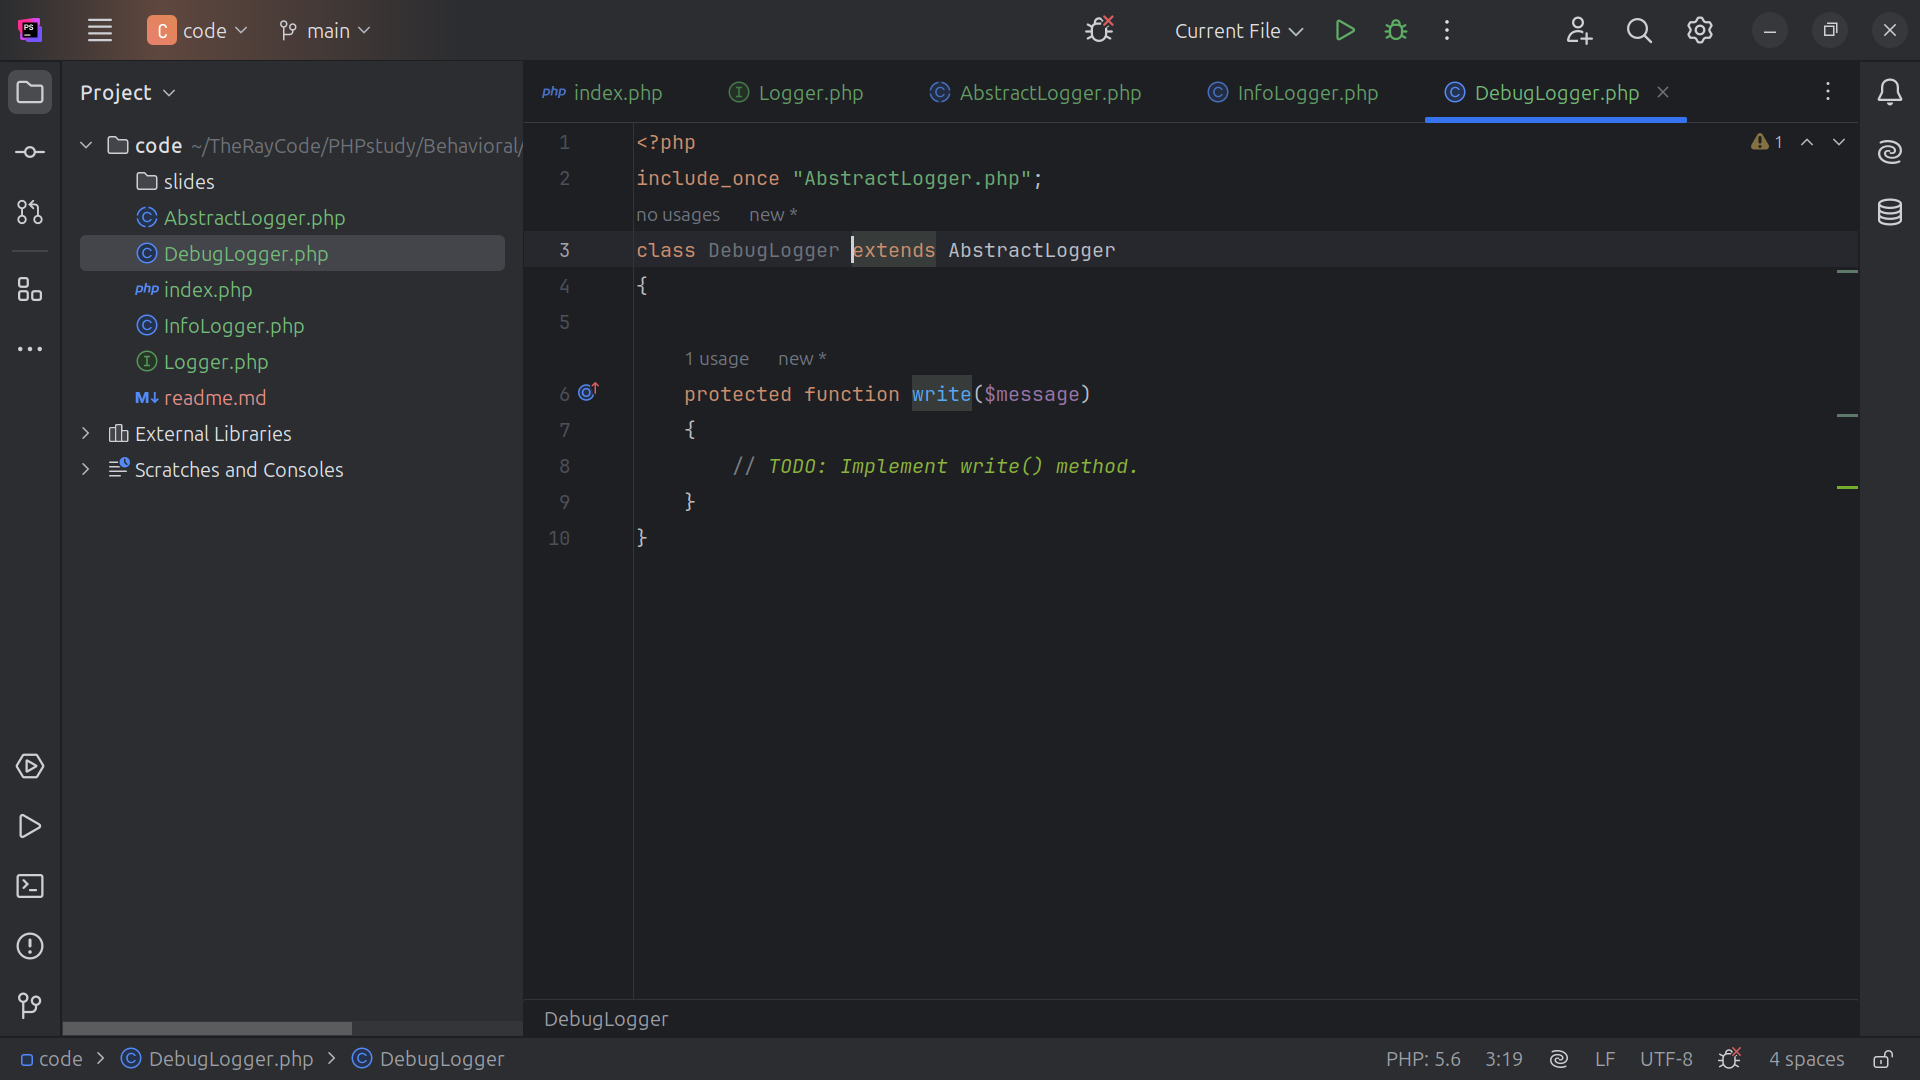 PS
C code main
Current File
Project
index.php Logger.php AbstractLogger.php InfoLogger.php DebugLogger.php
code ~/TheRayCode/PHPstudy/Behavioral/
slides
AbstractLogger.php
DebugLogger.php
php index.php
InfoLogger.php
Logger.php
M↓ readme.md
External Libraries
Scratches and Consoles
1 <?php
2 include_once "AbstractLogger.php";
no usages new *
3 class DebugLogger extends AbstractLogger
4 {
5
1 usage new *
6 protected function write($message)
7 {
8 // TODO: Implement write() method.
9 }
10 }
1
DebugLogger
code > DebugLogger.php > DebugLogger
PHP: 5.6 3:19 LF UTF-8 4 spaces